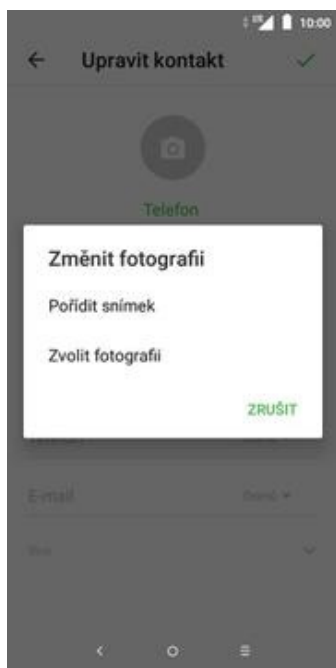 10:00
Upravit kontakt
Telefon
Změnit fotografii
Pořídit snímek
Zvolit fotografii
ZRUŠIT
E-mail